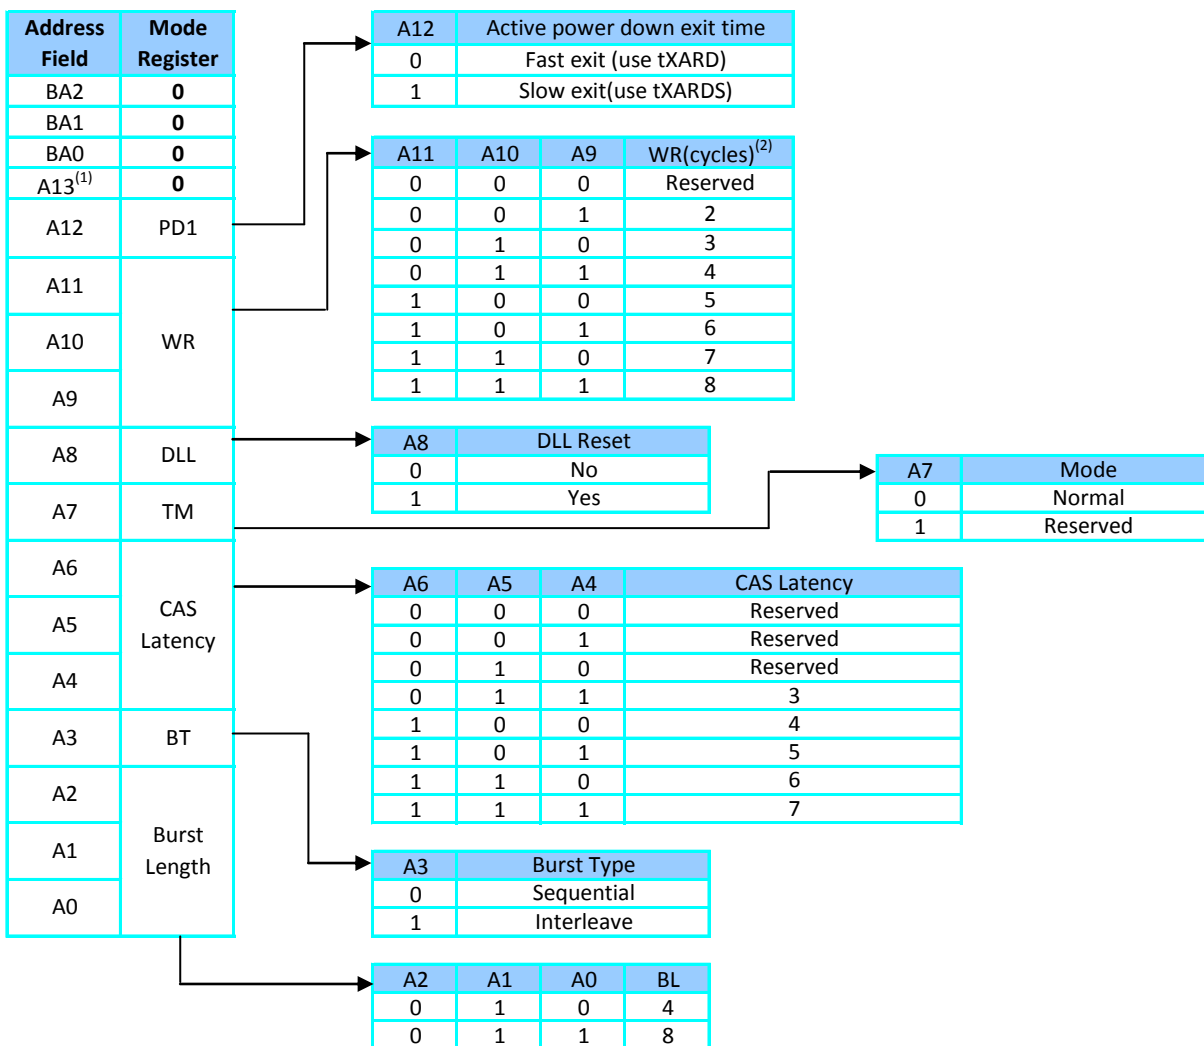 Address Field Mode Register
BA2 0
BA1 0
BA0 0
A13(1) 0
A12 PD1
A11
A10 WR
A9
A8 DLL
A7 TM
A6
A5 CAS Latency
A4
A3 BT
A2
A1 Burst Length
A0
A12 Active power down exit time
0 Fast exit (use tXARD)
1 Slow exit(use tXARDS)
A11 A10 A9 WR(cycles)(2)
0 0 0 Reserved
0 0 1 2
0 1 0 3
0 1 1 4
1 0 0 5
1 0 1 6
1 1 0 7
1 1 1 8
A8 DLL Reset
0 No
1 Yes
A7 Mode
0 Normal
1 Reserved
A6 A5 A4 CAS Latency
0 0 0 Reserved
0 0 1 Reserved
0 1 0 Reserved
0 1 1 3
1 0 0 4
1 0 1 5
1 1 0 6
1 1 1 7
A3 Burst Type
0 Sequential
1 Interleave
A2 A1 A0 BL
0 1 0 4
0 1 1 8